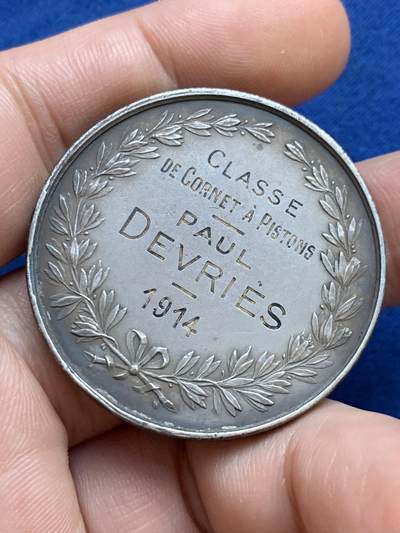 CLASSE
DE CORNET À PISTONS
PAUL
DEVRIÈS
1914